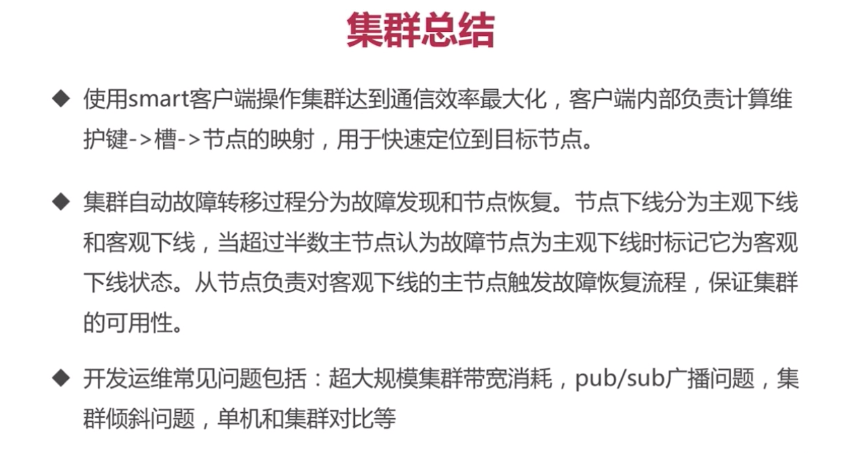 集群总结
◆ 使用smart客户端操作集群达到通信效率最大化，客户端内部负责计算维
护键->槽->节点的映射，用于快速定位到目标节点。
◆ 集群自动故障转移过程分为故障发现和节点恢复。节点下线分为主观下线
和客观下线，当超过半数主节点认为故障节点为主观下线时标记它为客观
下线状态。从节点负责对客观下线的主节点触发故障恢复流程，保证集群
的可用性。
◆ 开发运维常见问题包括：超大规模集群带宽消耗，pub/sub广播问题，集
群倾斜问题，单机和集群对比等